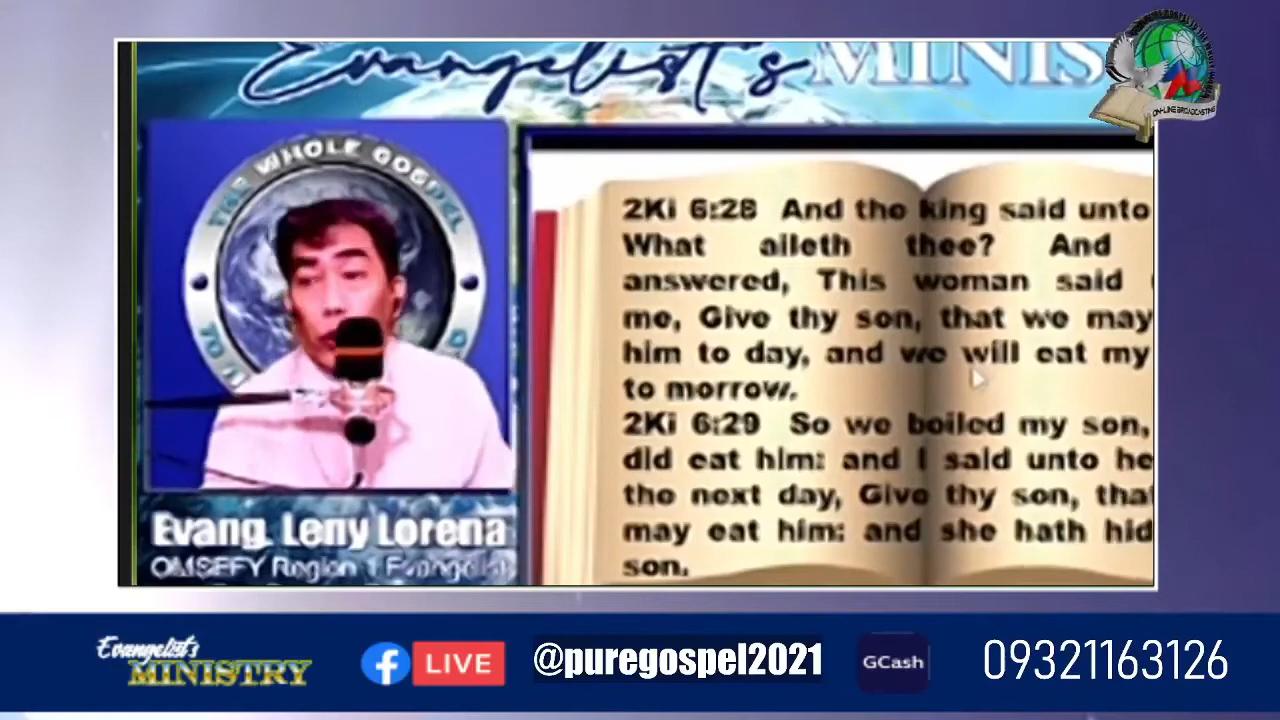 Evangelist's MINIS
THE WHOLE GOSPEL
TO
2Ki 6:28 And the king said unto
What aileth thee? And
answered, This woman said
me, Give thy son, that we may
him to day, and we will eat my
to morrow.
2Ki 6:29 So we boiled my son,
did eat him: and I said unto he
the next day, Give thy son, tha
may eat him: and she hath hid
son.
Evang. Leny Lorena
OMSEFY Region 1 Evangelist
ON-LINE BROADCASTING
Evangelist's
MINISTRY
f LIVE
@puregospel2021
GCash
09321163126